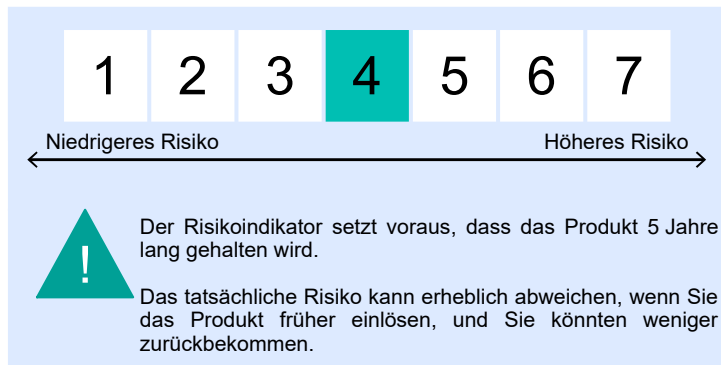 1 2 3 4 5 6 7
Niedrigeres Risiko Höheres Risiko
!
Der Risikoindikator setzt voraus, dass das Produkt 5 Jahre
lang gehalten wird.
Das tatsächliche Risiko kann erheblich abweichen, wenn Sie
das Produkt früher einlösen, und Sie könnten weniger
zurückbekommen.